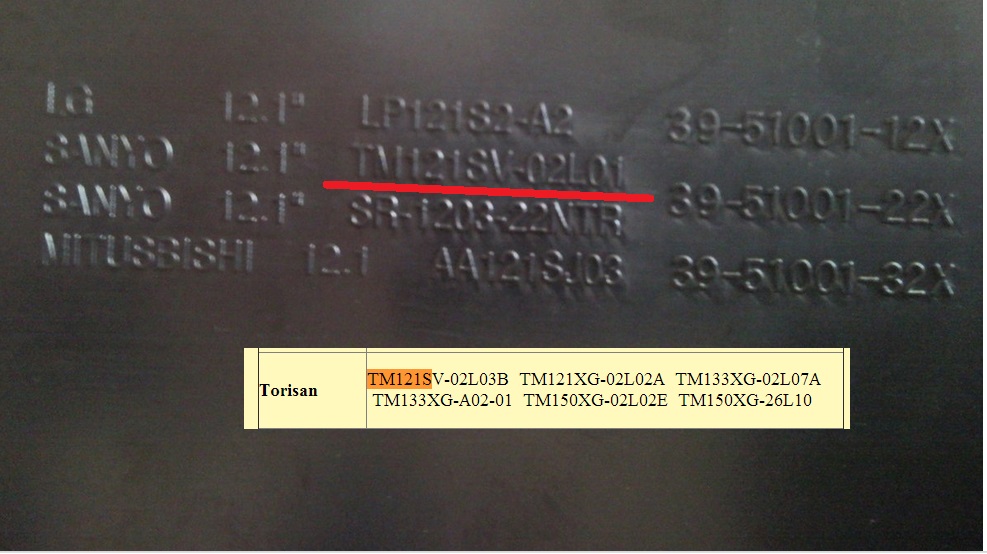 LG 12.1" LP121S2-A2 39-51001-12X
SANYO 12.1" TM121SV-02L01
SANYO 12.1" SR-1203-22NTR 39-51001-22X
MITUSBISHI 12.1 AA121SJ03 39-51001-32X
Torisan TM121SV-02L03B TM121XG-02L02A TM133XG-02L07A
TM133XG-A02-01 TM150XG-02L02E TM150XG-26L10